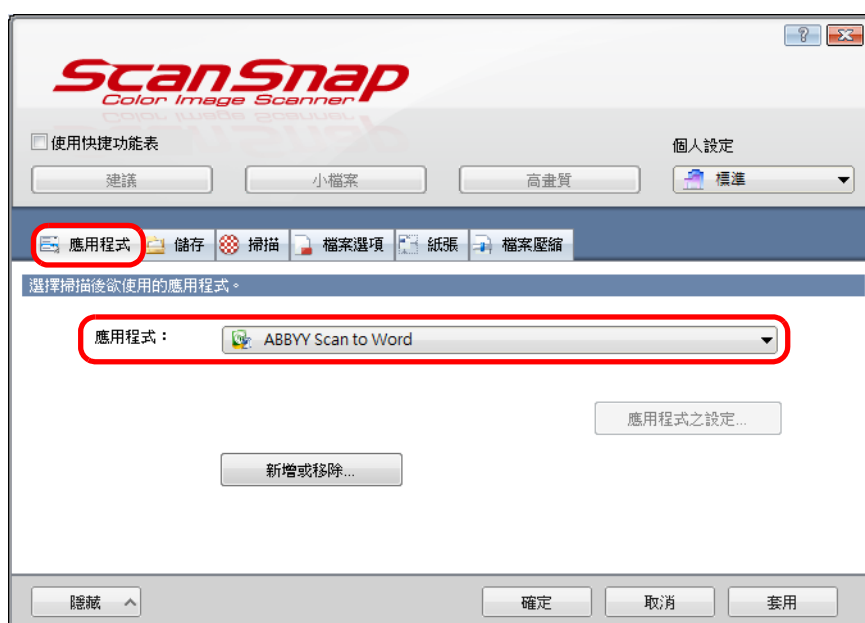 ScanSnap
Color Image Scanner
使用快捷功能表
個人設定
建議 小檔案 高畫質 標準
應用程式 儲存 掃描 檔案選項 紙張 檔案壓縮
選擇掃描後欲使用的應用程式。
應用程式： ABBYY Scan to Word
應用程式之設定...
新增或移除...
隱藏 確定 取消 套用